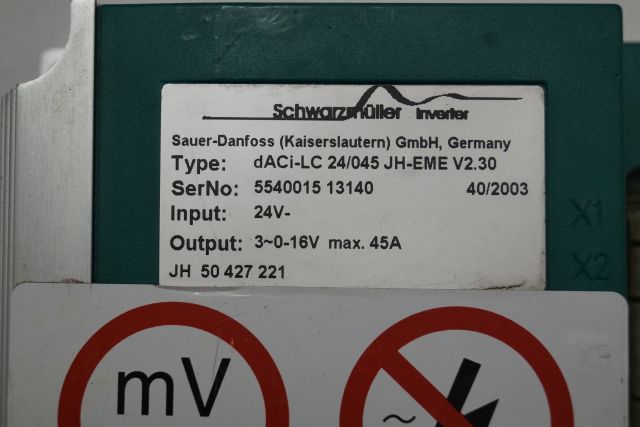 Schwarzmüller Inverter
Sauer-Danfoss (Kaiserslautern) GmbH, Germany
Type: dACi-LC 24/045 JH-EME V2.30
SerNo: 5540015 13140 40/2003
Input: 24V-
X1
Output: 3~0-16V max. 45A
X2
JH 50 427 221
X3
mV
~